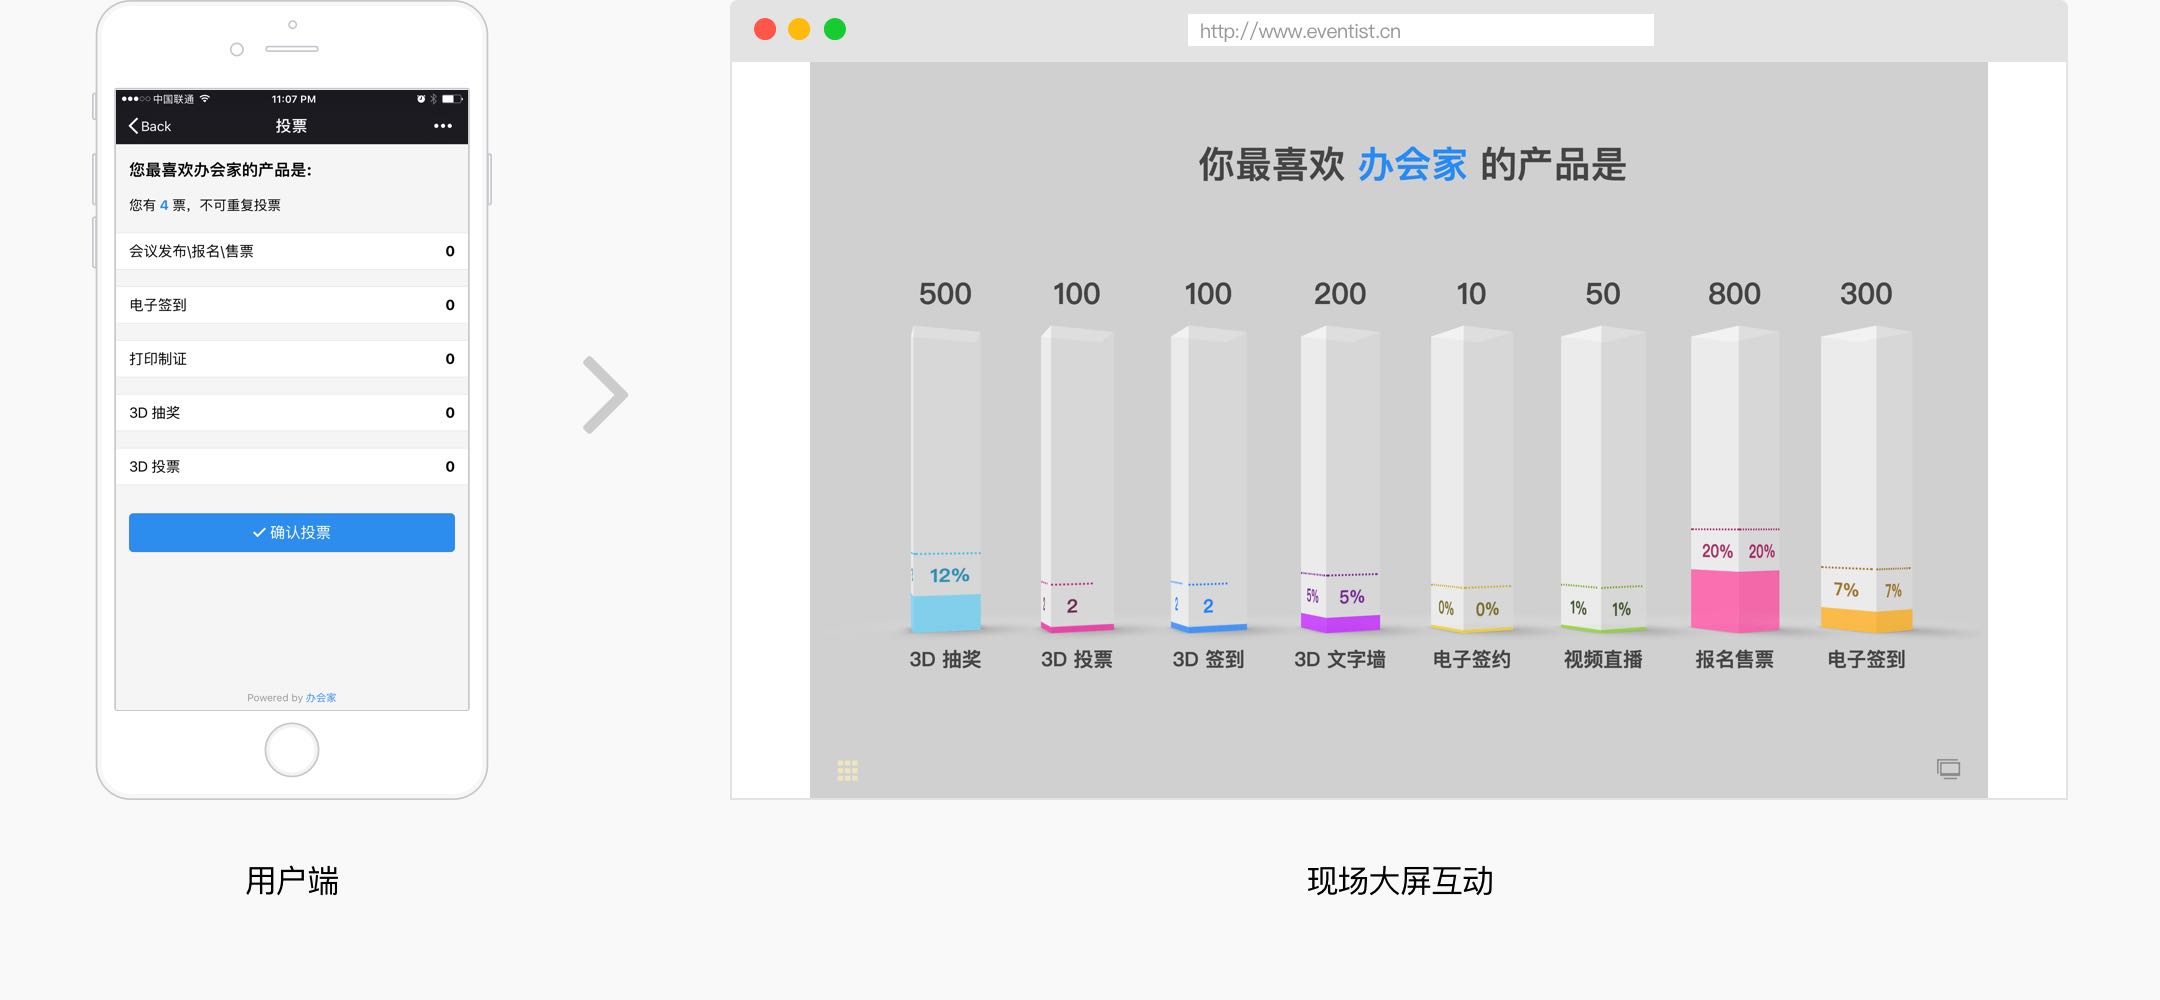 中国联通 11:07 PM
Back 投票
您最喜欢办会家的产品是:
您有 4 票，不可重复投票
会议发布\报名\售票 0
电子签到 0
打印制证 0
3D 抽奖 0
3D 投票 0
确认投票
Powered by 办会家
用户端
http://www.eventist.cn
你最喜欢 办会家 的产品是
500 100 100 200 10 50 800 300
12% 2 2 2 2 5% 5% 0% 0% 1% 1% 20% 20% 7% 7%
3D 抽奖 3D 投票 3D 签到 3D 文字墙 电子签约 视频直播 报名售票 电子签到
现场大屏互动